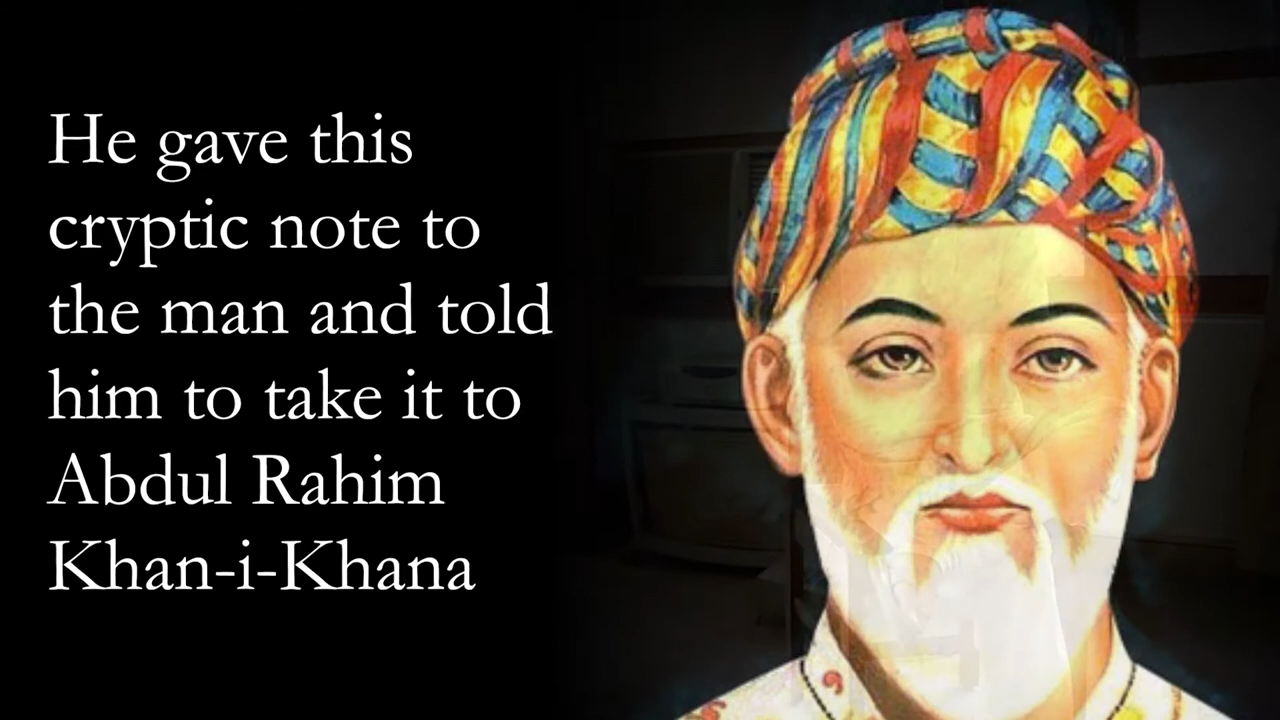 He gave this
cryptic note to
the man and told
him to take it to
Abdul Rahim
Khan-i-Khana